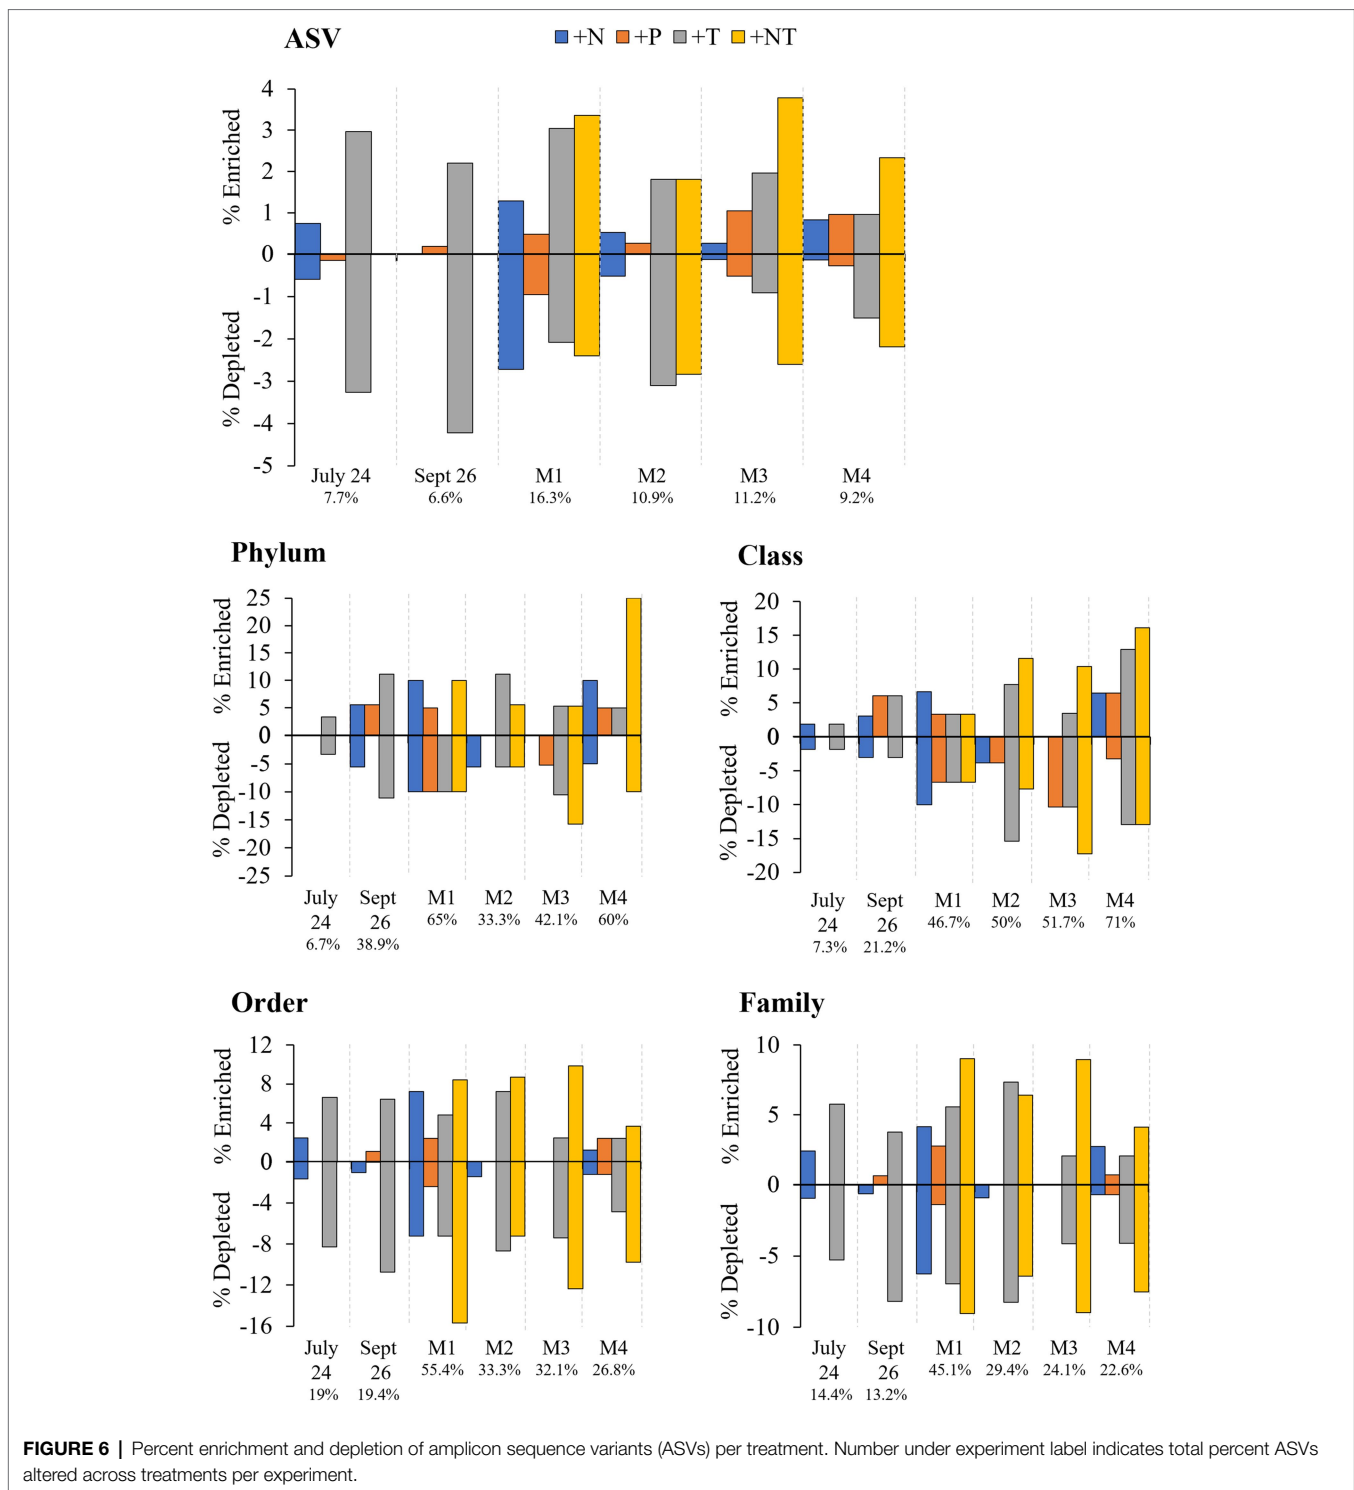 ASV
+N +P +T +NT
% Enriched
% Depleted
4
3
2
1
0
-1
-2
-3
-4
-5
July 24 Sept 26 M1 M2 M3 M4
7.7% 6.6% 16.3% 10.9% 11.2% 9.2%
Phylum
% Enriched
% Depleted
25
20
15
10
5
0
-5
-10
-15
-20
-25
July Sept M1 M2 M3 M4
24 26 65% 33.3% 42.1% 60%
6.7% 38.9%
Class
% Enriched
% Depleted
20
15
10
5
0
-5
-10
-15
-20
July Sept M1 M2 M3 M4
24 26 46.7% 50% 51.7% 71%
7.3% 21.2%
Order
% Enriched
% Depleted
12
8
4
0
-4
-8
-12
-16
July Sept M1 M2 M3 M4
24 26 55.4% 33.3% 32.1% 26.8%
19% 19.4%
Family
% Enriched
% Depleted
10
5
0
-5
-10
July Sept M1 M2 M3 M4
24 26 45.1% 29.4% 24.1% 22.6%
14.4% 13.2%
FIGURE 6 | Percent enrichment and depletion of amplicon sequence variants (ASVs) per treatment. Number under experiment label indicates total percent ASVs
altered across treatments per experiment.